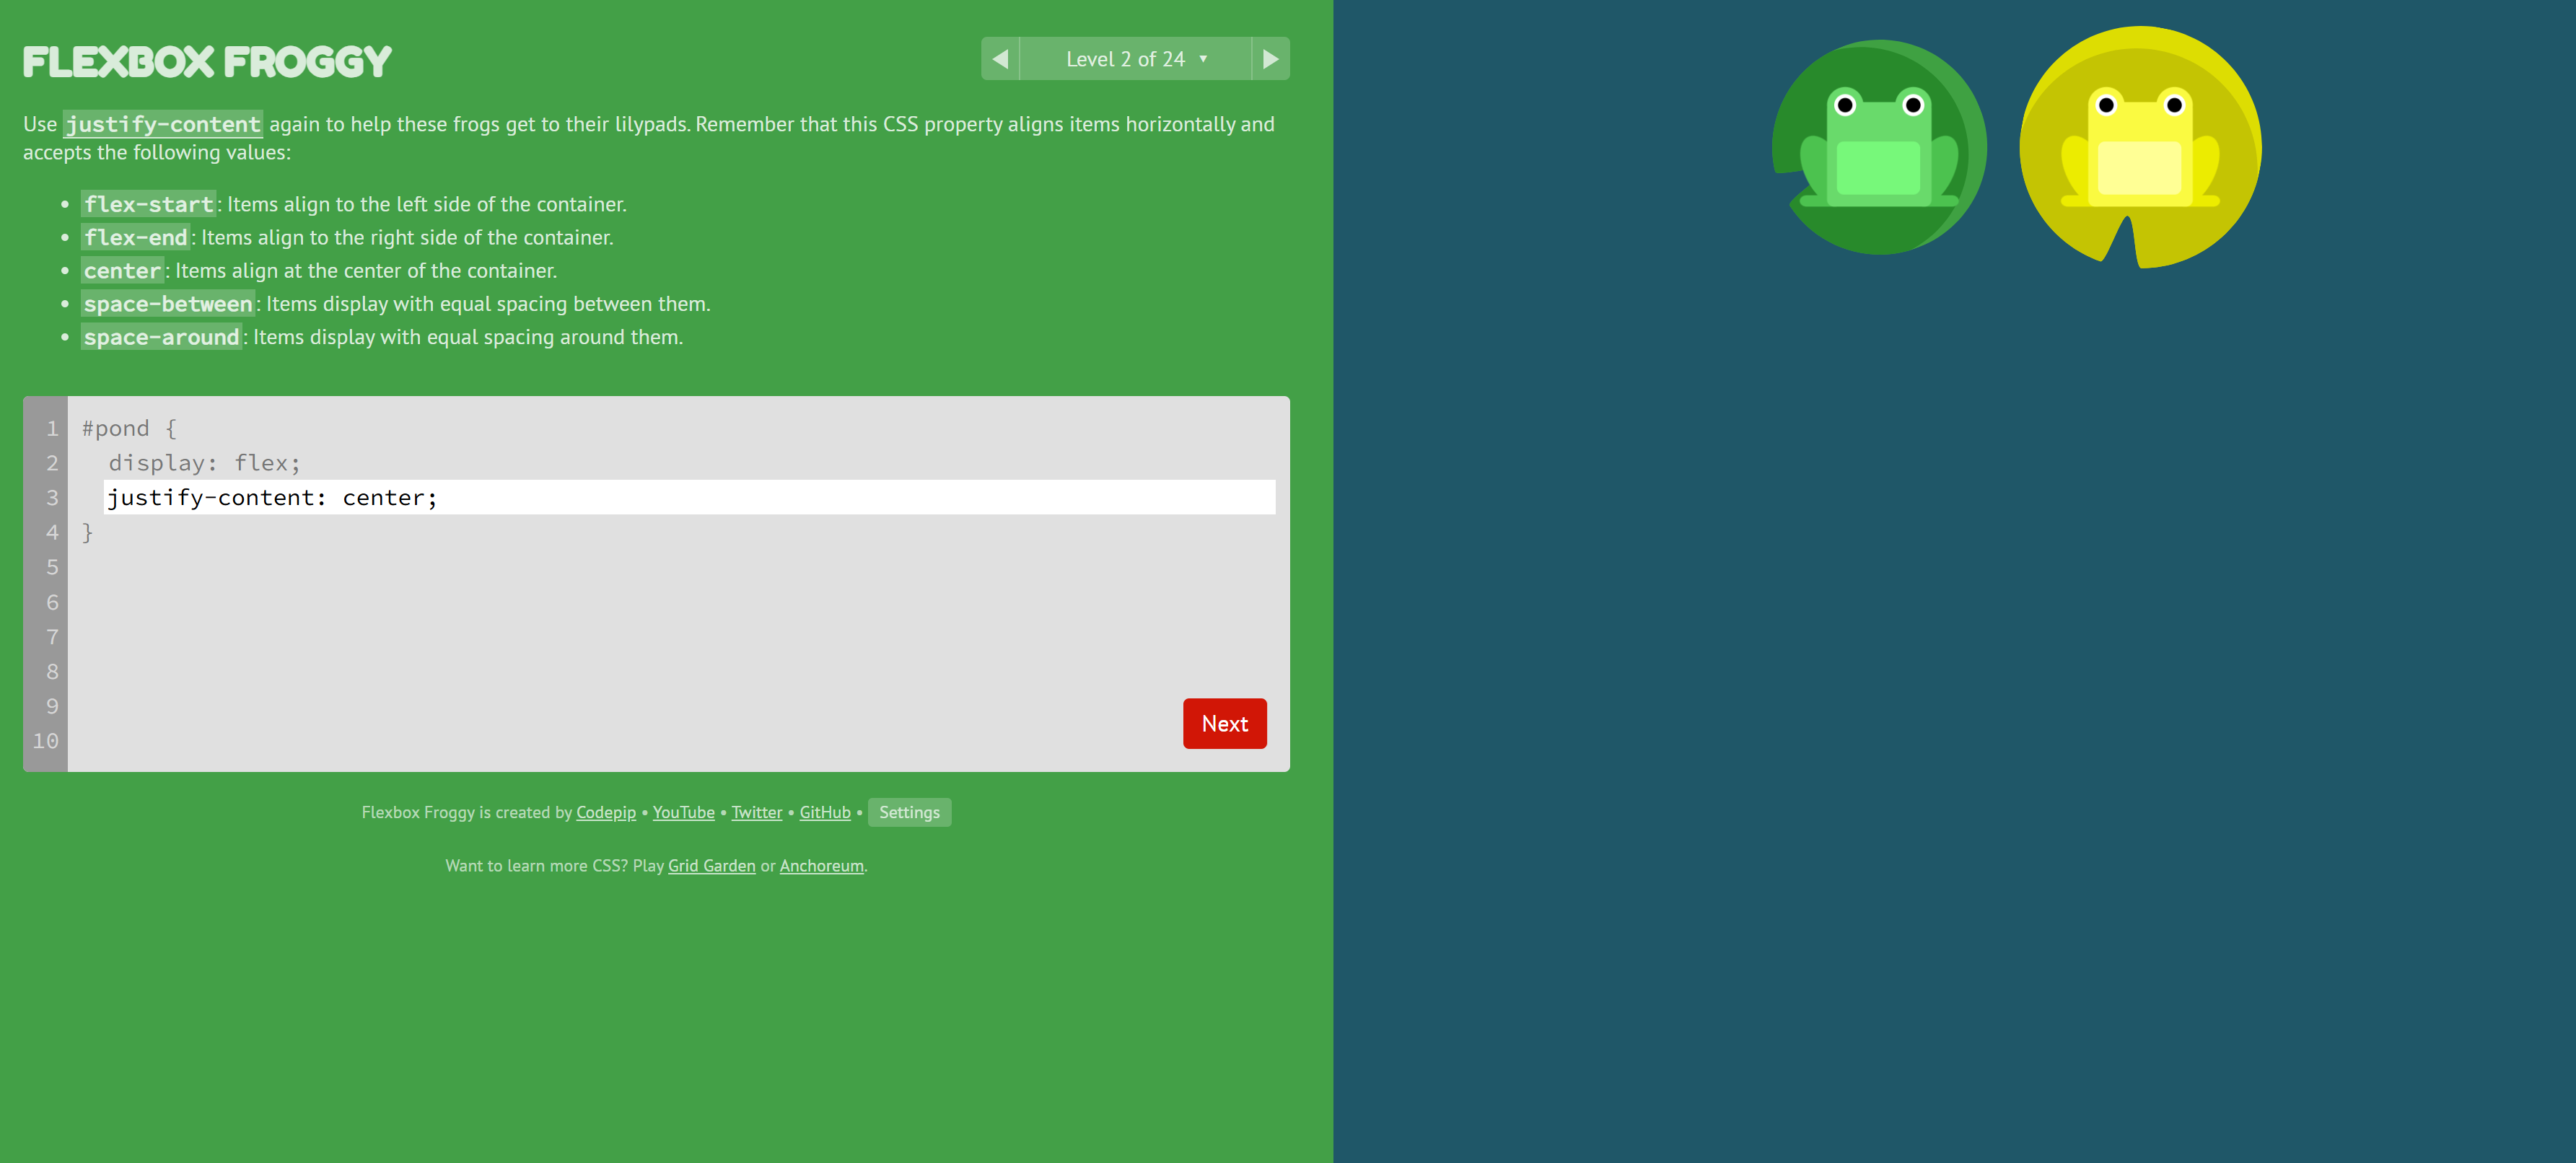 FLEXBOX FROGGY
Level 2 of 24 ▼
Use justify-content again to help these frogs get to their lilypads. Remember that this CSS property aligns items horizontally and
accepts the following values:
• flex-start: Items align to the left side of the container.
• flex-end: Items align to the right side of the container.
• center: Items align at the center of the container.
• space-between: Items display with equal spacing between them.
• space-around: Items display with equal spacing around them.
1 #pond {
2 display: flex;
3 justify-content: center;
4 }
5
6
7
8
9
10
Next
Flexbox Froggy is created by Codepip • YouTube • Twitter • GitHub • Settings
Want to learn more CSS? Play Grid Garden or Anchoreum.